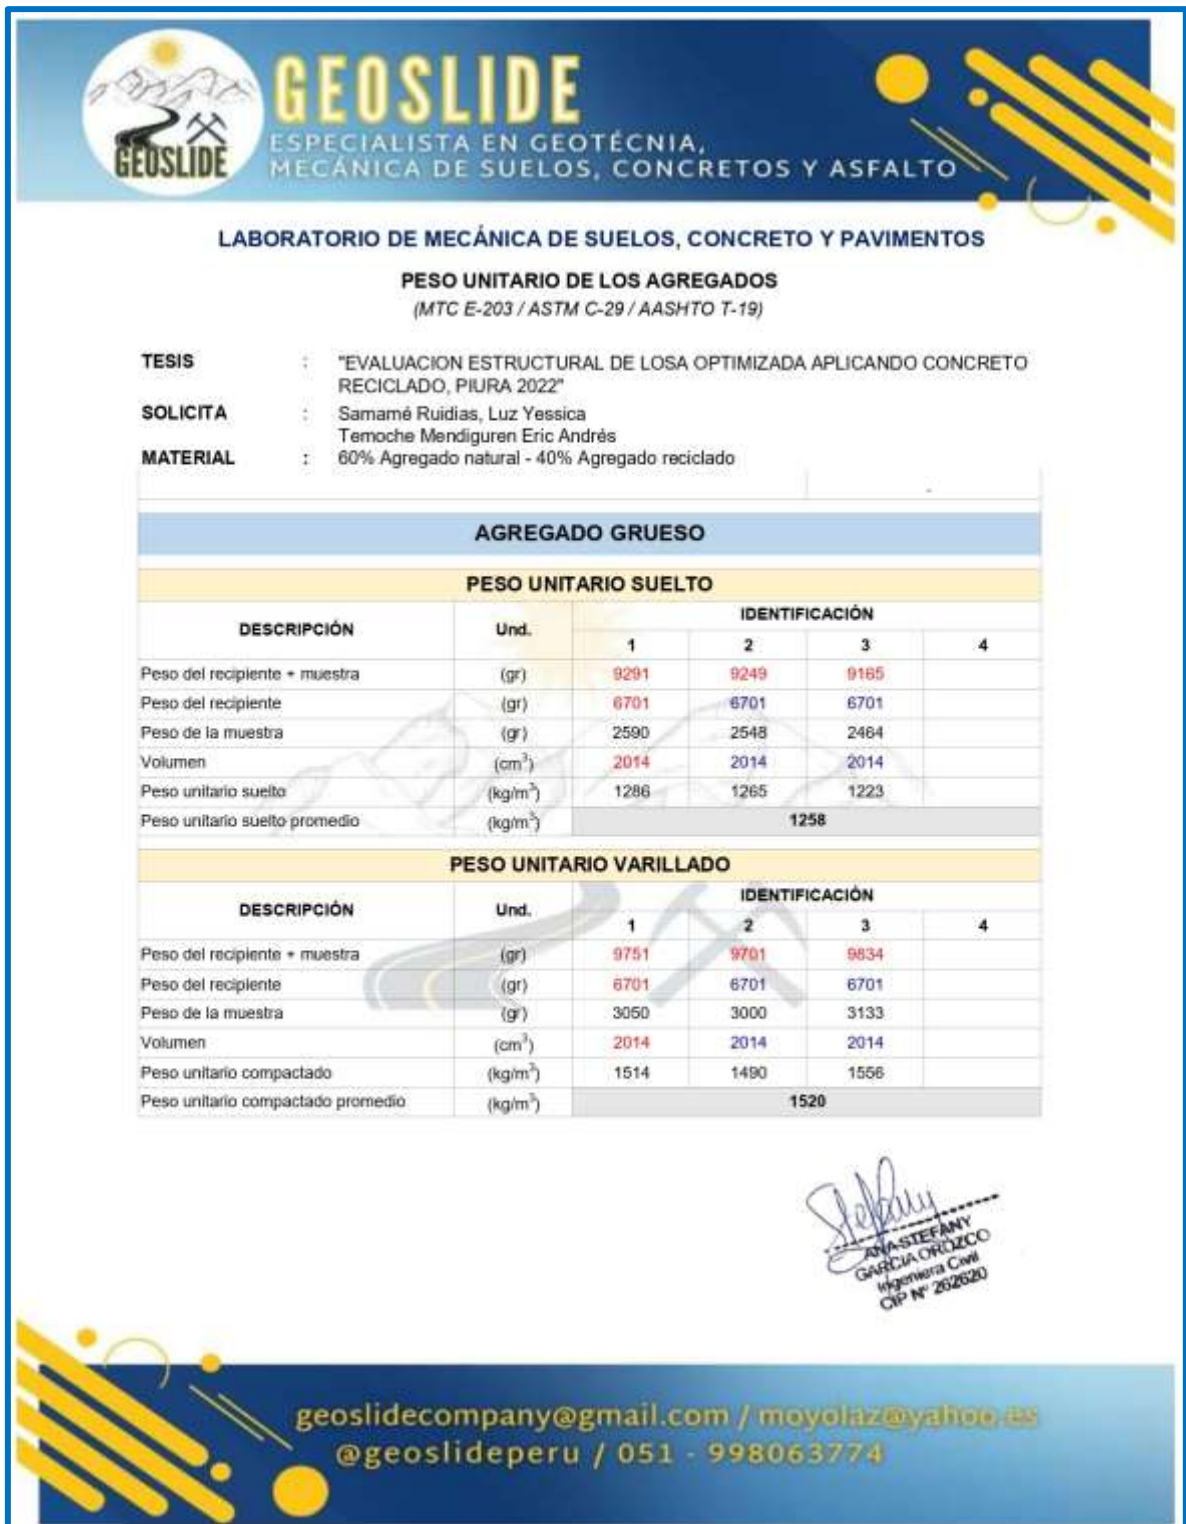 GEOSLIDE
GEOSLIDE
ESPECIALISTA EN GEOTÉCNIA,
MECÁNICA DE SUELOS, CONCRETOS Y ASFALTO
LABORATORIO DE MECÁNICA DE SUELOS, CONCRETO Y PAVIMENTOS
PESO UNITARIO DE LOS AGREGADOS
(MTC E-203 / ASTM C-29 / AASHTO T-19)
TESIS : "EVALUACION ESTRUCTURAL DE LOSA OPTIMIZADA APLICANDO CONCRETO
RECICLADO, PIURA 2022"
SOLICITA : Samamé Ruidias, Luz Yessica
Temoche Mendiguren Eric Andrés
MATERIAL : 60% Agregado natural - 40% Agregado reciclado
-
AGREGADO GRUESO
PESO UNITARIO SUELTO
DESCRIPCIÓN Und. IDENTIFICACIÓN
1 2 3 4
Peso del recipiente + muestra (gr) 9291 9249 9165
Peso del recipiente (gr) 6701 6701 6701
Peso de la muestra (gr) 2590 2548 2464
Volumen (cm³) 2014 2014 2014
Peso unitario suelto (kg/m³) 1286 1265 1223
Peso unitario suelto promedio (kg/m³) 1258
PESO UNITARIO VARILLADO
DESCRIPCIÓN Und. IDENTIFICACIÓN
1 2 3 4
Peso del recipiente + muestra (gr) 9751 9701 9834
Peso del recipiente (gr) 6701 6701 6701
Peso de la muestra (gr) 3050 3000 3133
Volumen (cm³) 2014 2014 2014
Peso unitario compactado (kg/m³) 1514 1490 1556
Peso unitario compactado promedio (kg/m³) 1520
Stefany
ANA STEFANY
GARCIA OROZCO
Ingeniera Civil
CIP Nº 262620
geoslidecompany@gmail.com / moyolaz@yahoo.es
@geoslideperu / 051 - 998063774